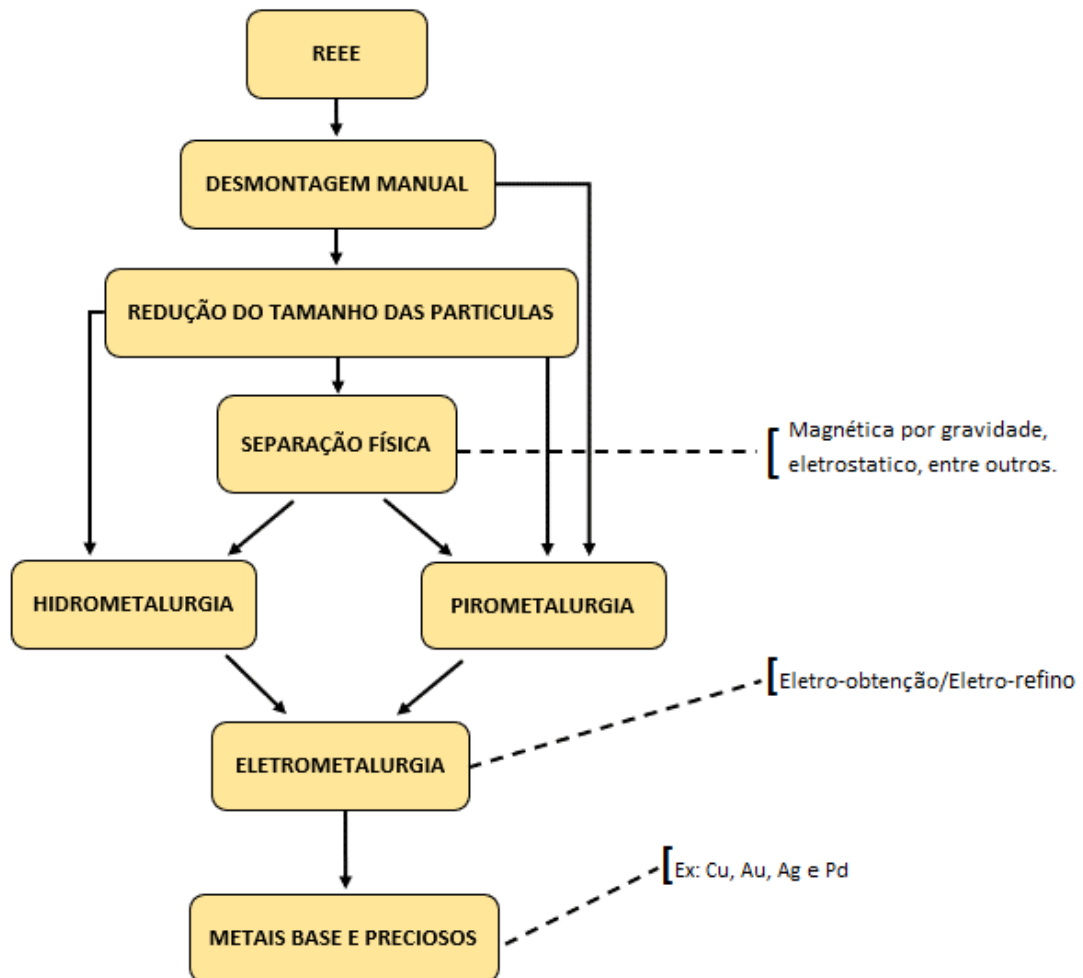 REEE
DESMONTAGEM MANUAL
REDUÇÃO DO TAMANHO DAS PARTICULAS
SEPARAÇÃO FÍSICA
Magnética por gravidade,
eletrostatico, entre outros.
HIDROMETALURGIA
PIROMETALURGIA
Eletro-obtenção/Eletro-refino
ELETROMETALURGIA
Ex: Cu, Au, Ag e Pd
METAIS BASE E PRECIOSOS